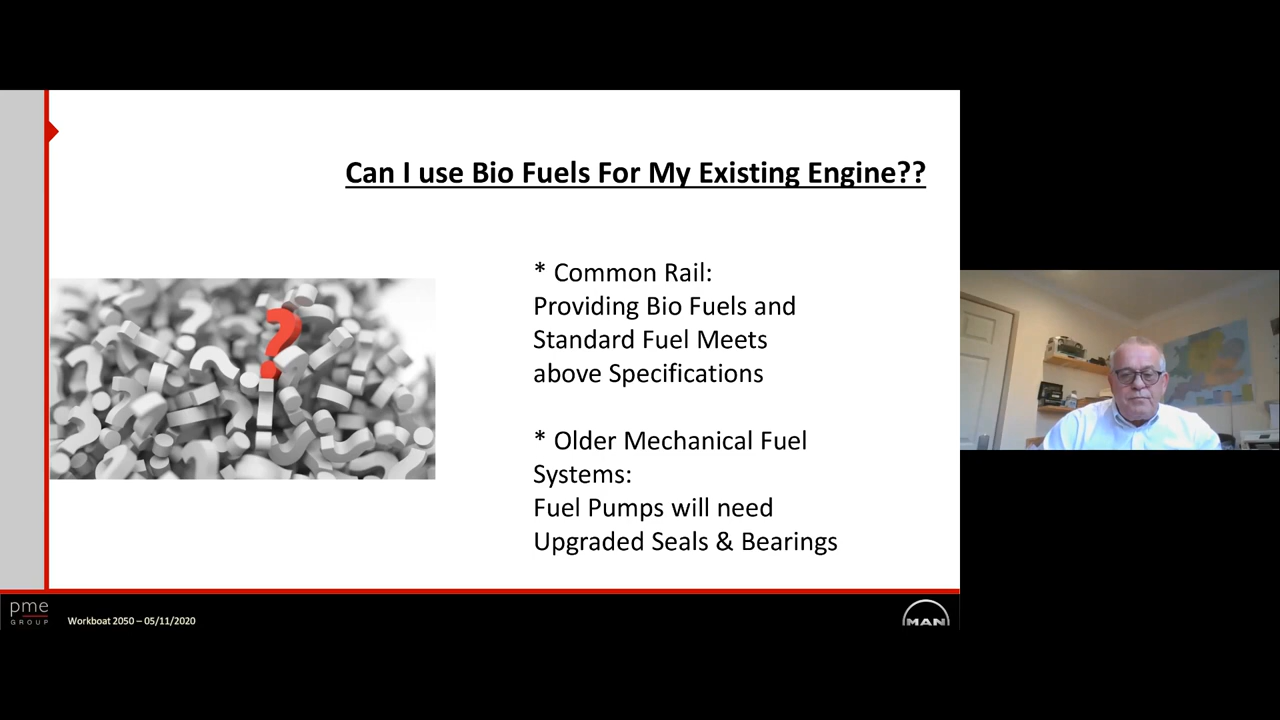 Can I use Bio Fuels For My Existing Engine??
* Common Rail:
Providing Bio Fuels and
Standard Fuel Meets
above Specifications
* Older Mechanical Fuel
Systems:
Fuel Pumps will need
Upgraded Seals & Bearings
pme
GROUP
Workboat 2050 – 05/11/2020
MAN